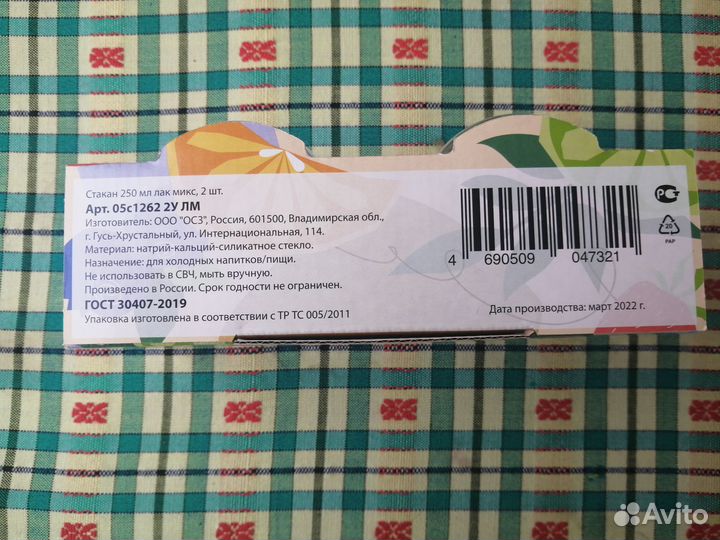 Стакан 250 мл лак микс, 2 шт.
Арт. 05с1262 2У ЛМ
Изготовитель: ООО "ОСЗ", Россия, 601500, Владимирская обл.,
г. Гусь-Хрустальный, ул. Интернациональная, 114.
Материал: натрий-кальций-силикатное стекло.
Назначение: для холодных напитков/пищи.
Не использовать в СВЧ, мыть вручную.
Произведено в России. Срок годности не ограничен.
ГОСТ 30407-2019
Упаковка изготовлена в соответствии с ТР ТС 005/2011
4 690509 047321
Дата производства: март 2022 г.
РСТ
20
PAP
Avito